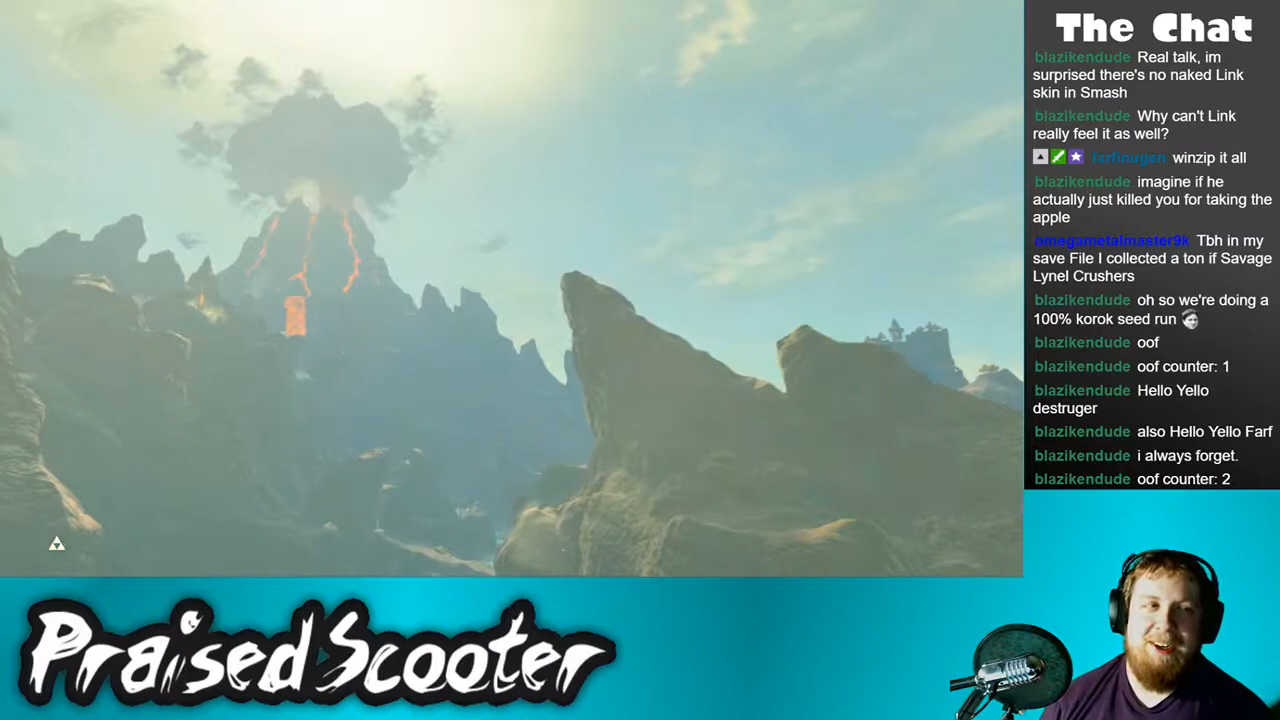 The Chat
blazikendude Real talk, im
surprised there's no naked Link
skin in Smash
blazikendude Why can't Link
really feel it as well?
farfinugen winzip it all
blazikendude imagine if he
actually just killed you for taking the
apple
omegametalmaster9k Tbh in my
save File I collected a ton if Savage
Lynel Crushers
blazikendude oh so we're doing a
100% korok seed run
blazikendude oof
blazikendude oof counter: 1
blazikendude Hello Yello
destruger
blazikendude also Hello Yello Farf
blazikendude i always forget.
blazikendude oof counter: 2
PraisedScooter